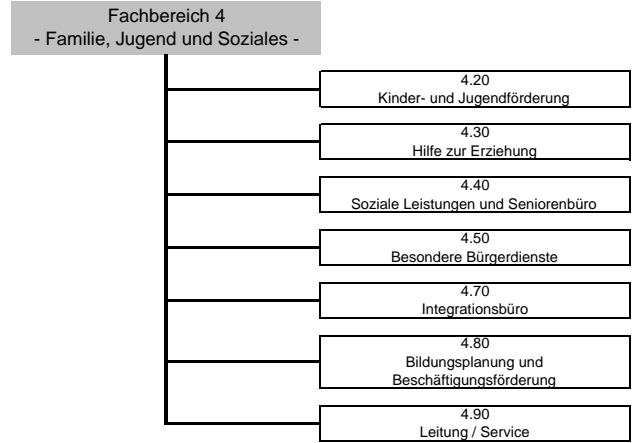 Fachbereich 4
- Familie, Jugend und Soziales -
4.20
Kinder- und Jugendförderung
4.30
Hilfe zur Erziehung
4.40
Soziale Leistungen und Seniorenbüro
4.50
Besondere Bürgerdienste
4.70
Integrationsbüro
4.80
Bildungsplanung und
Beschäftigungsförderung
4.90
Leitung / Service